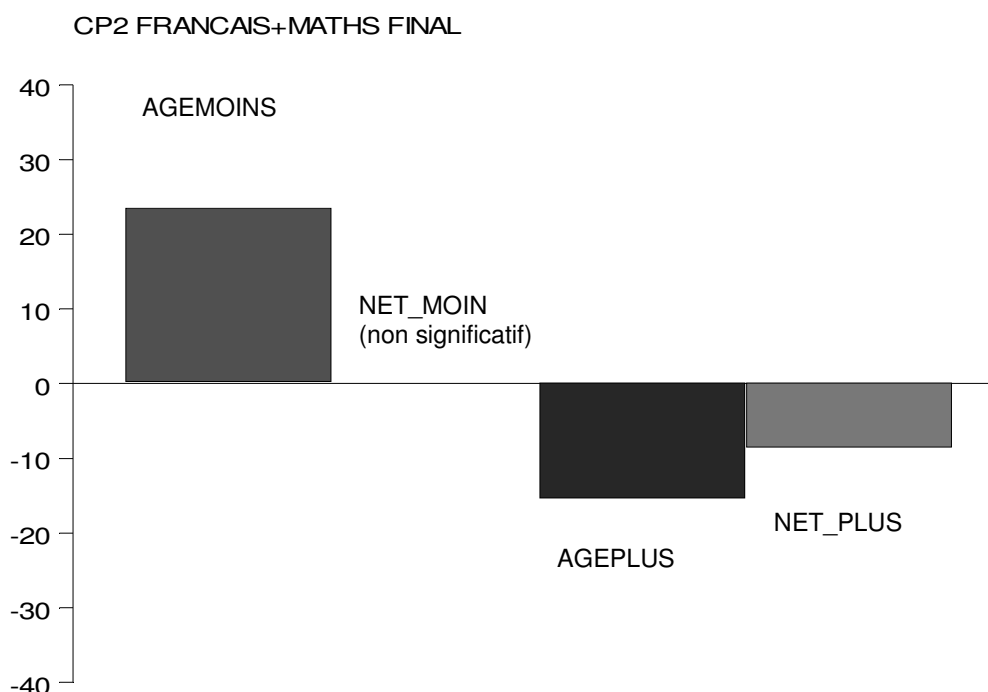 CP2 FRANCAIS+MATHS FINAL
40
AGEMOINS
30
20
10
NET_MOIN
(non significatif)
0
-10
NET_PLUS
-20
AGEPLUS
-30
-40